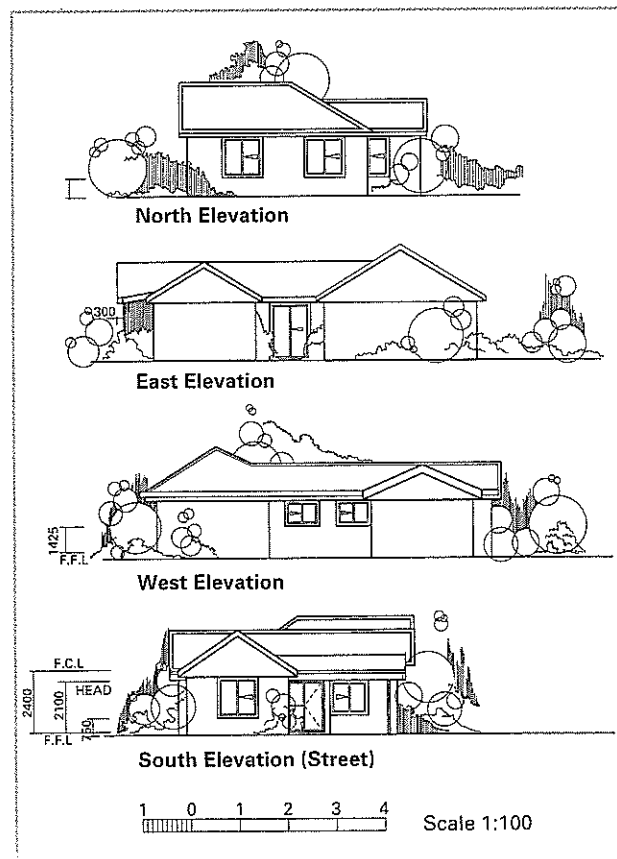 North Elevation
300
East Elevation
1425
F.F.L
West Elevation
F.C.L
HEAD
2400
2100
750
F.F.L
South Elevation (Street)
1 0 1 2 3 4
Scale 1:100